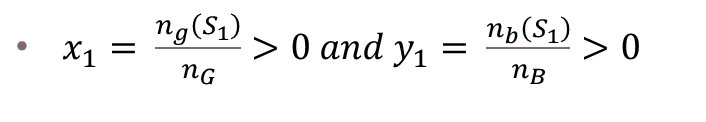 • x₁ = n_g(S₁)/n_G > 0 and y₁ = n_b(S₁)/n_B > 0